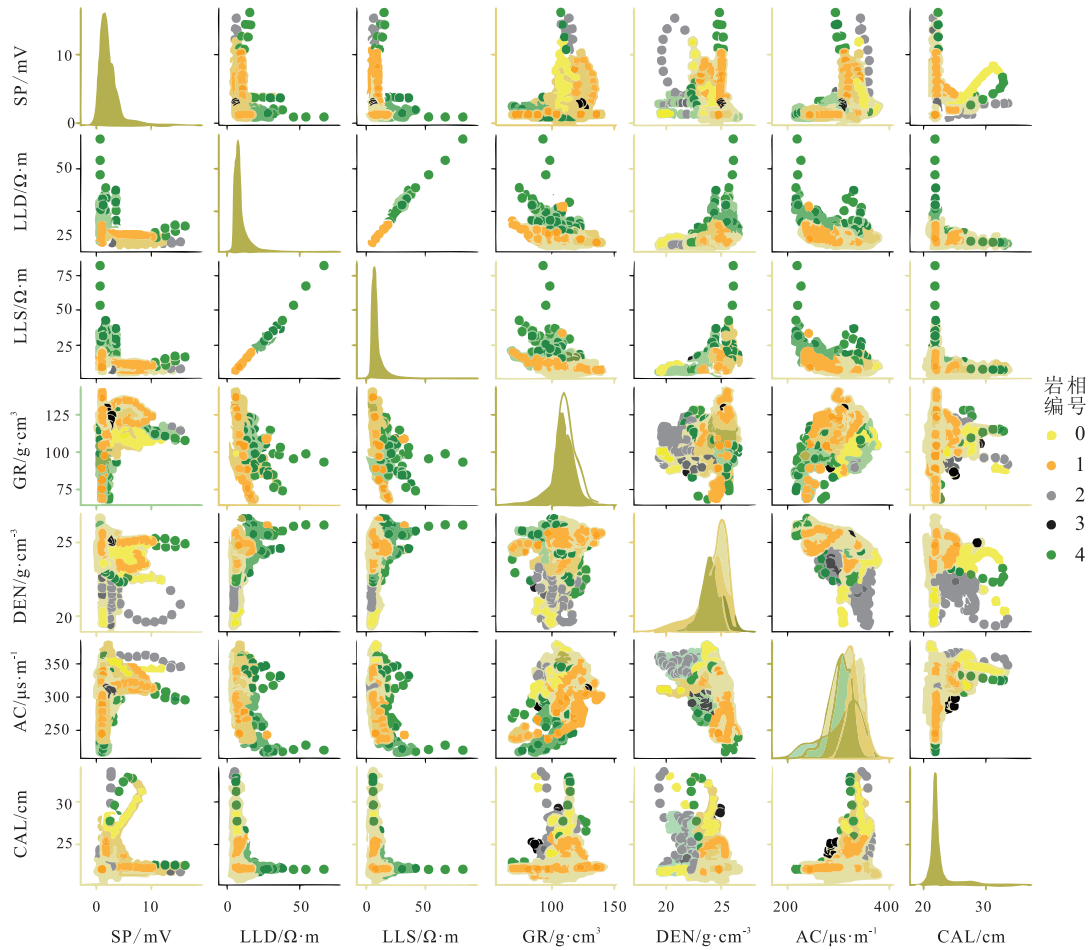 SP/mV
10
0
LLD/Ω·m
50
25
LLS/Ω·m
75
50
25
GR/g·cm³
125
100
75
DEN/g·cm⁻³
25
20
AC/μs·m⁻¹
350
300
250
CAL/cm
30
25
0 10
0 50
0 50
100 150
20 25
200 400
20 30
SP/mV
LLD/Ω·m
LLS/Ω·m
GR/g·cm³
DEN/g·cm⁻³
AC/μs·m⁻¹
CAL/cm
岩相
编号
0
1
2
3
4